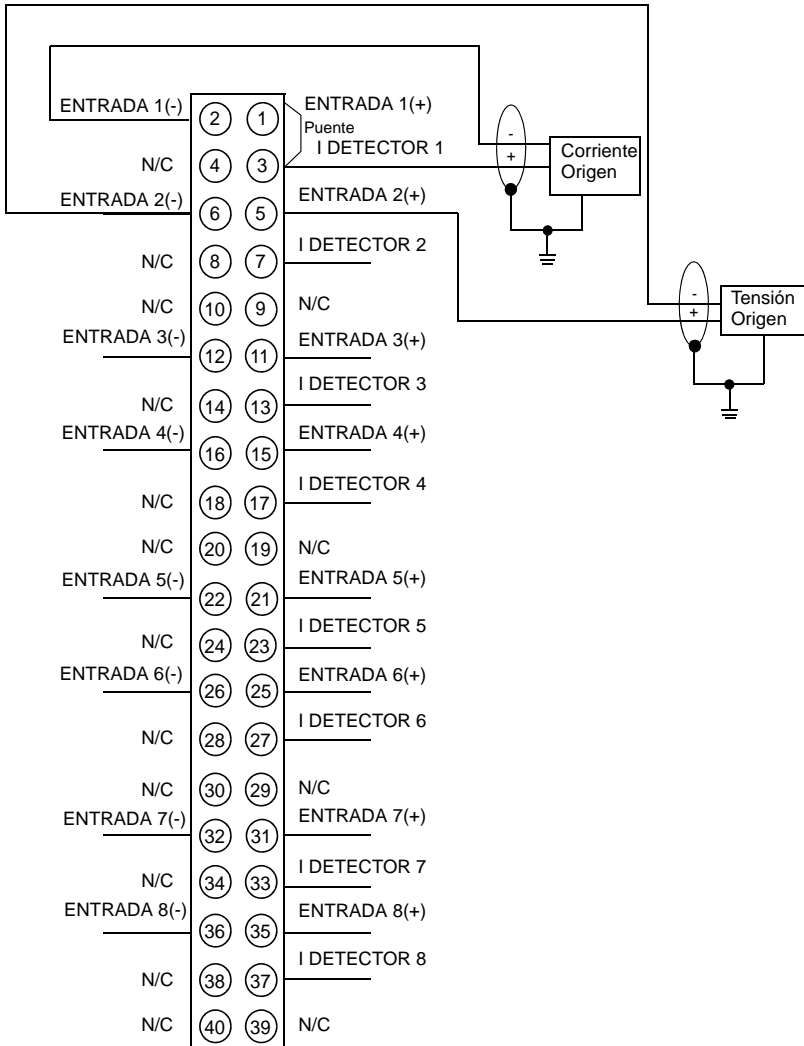 ENTRADA 1(-) 2 1 ENTRADA 1(+)
Puente
I DETECTOR 1
N/C 4 3
-
+
Corriente
Origen
ENTRADA 2(-) 6 5 ENTRADA 2(+)
N/C 8 7 I DETECTOR 2
-
+
Tensión
Origen
N/C 10 9 N/C
ENTRADA 3(-) 12 11 ENTRADA 3(+)
N/C 14 13 I DETECTOR 3
ENTRADA 4(-) 16 15 ENTRADA 4(+)
N/C 18 17 I DETECTOR 4
N/C 20 19 N/C
ENTRADA 5(-) 22 21 ENTRADA 5(+)
N/C 24 23 I DETECTOR 5
ENTRADA 6(-) 26 25 ENTRADA 6(+)
N/C 28 27 I DETECTOR 6
N/C 30 29 N/C
ENTRADA 7(-) 32 31 ENTRADA 7(+)
N/C 34 33 I DETECTOR 7
ENTRADA 8(-) 36 35 ENTRADA 8(+)
N/C 38 37 I DETECTOR 8
N/C 40 39 N/C